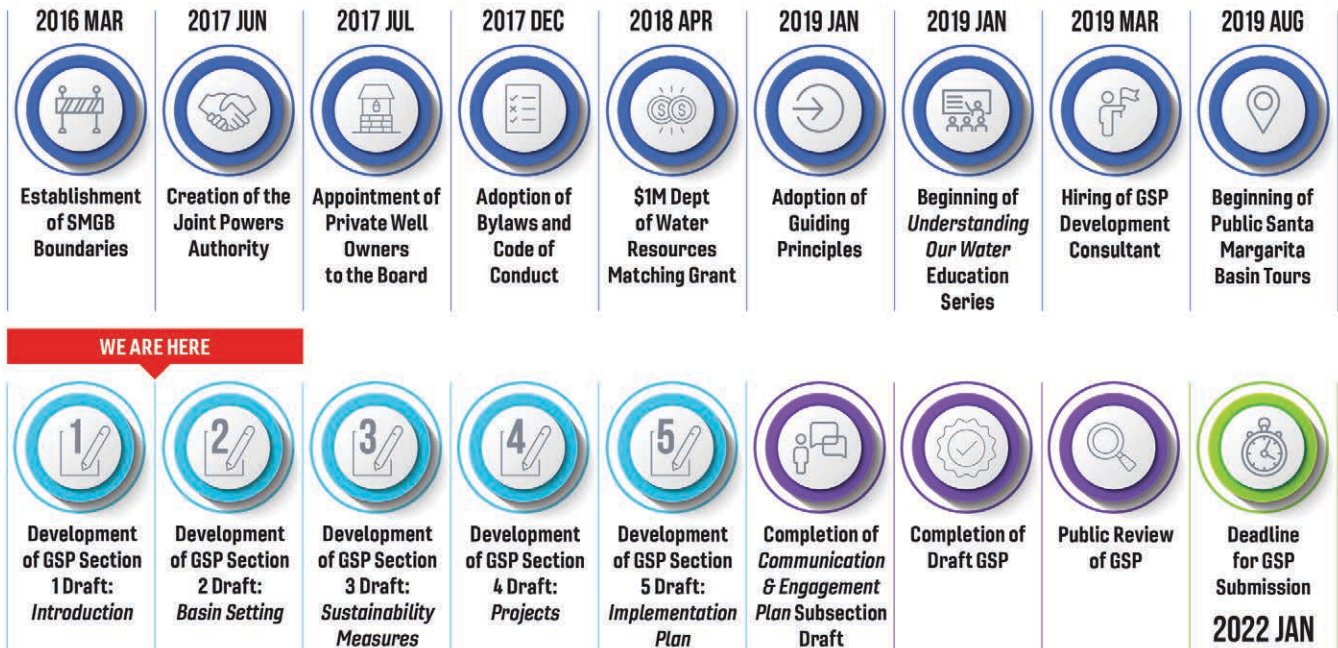 2016 MAR
Establishment
of SMGB
Boundaries
2017 JUN
Creation of the
Joint Powers
Authority
2017 JUL
Appointment of
Private Well
Owners
to the Board
2017 DEC
Adoption of
Bylaws and
Code of
Conduct
2018 APR
$1M Dept
of Water
Resources
Matching Grant
2019 JAN
Adoption of
Guiding
Principles
2019 JAN
Beginning of
Understanding
Our Water
Education
Series
2019 MAR
Hiring of GSP
Development
Consultant
2019 AUG
Beginning of
Public Santa
Margarita
Basin Tours
WE ARE HERE
1
Development
of GSP Section
1 Draft:
Introduction
2
Development
of GSP Section
2 Draft:
Basin Setting
3
Development
of GSP Section
3 Draft:
Sustainability
Measures
4
Development
of GSP Section
4 Draft:
Projects
5
Development
of GSP Section
5 Draft:
Implementation
Plan
Completion of
Communication
& Engagement
Plan Subsection
Draft
Completion of
Draft GSP
Public Review
of GSP
Deadline
for GSP
Submission
2022 JAN